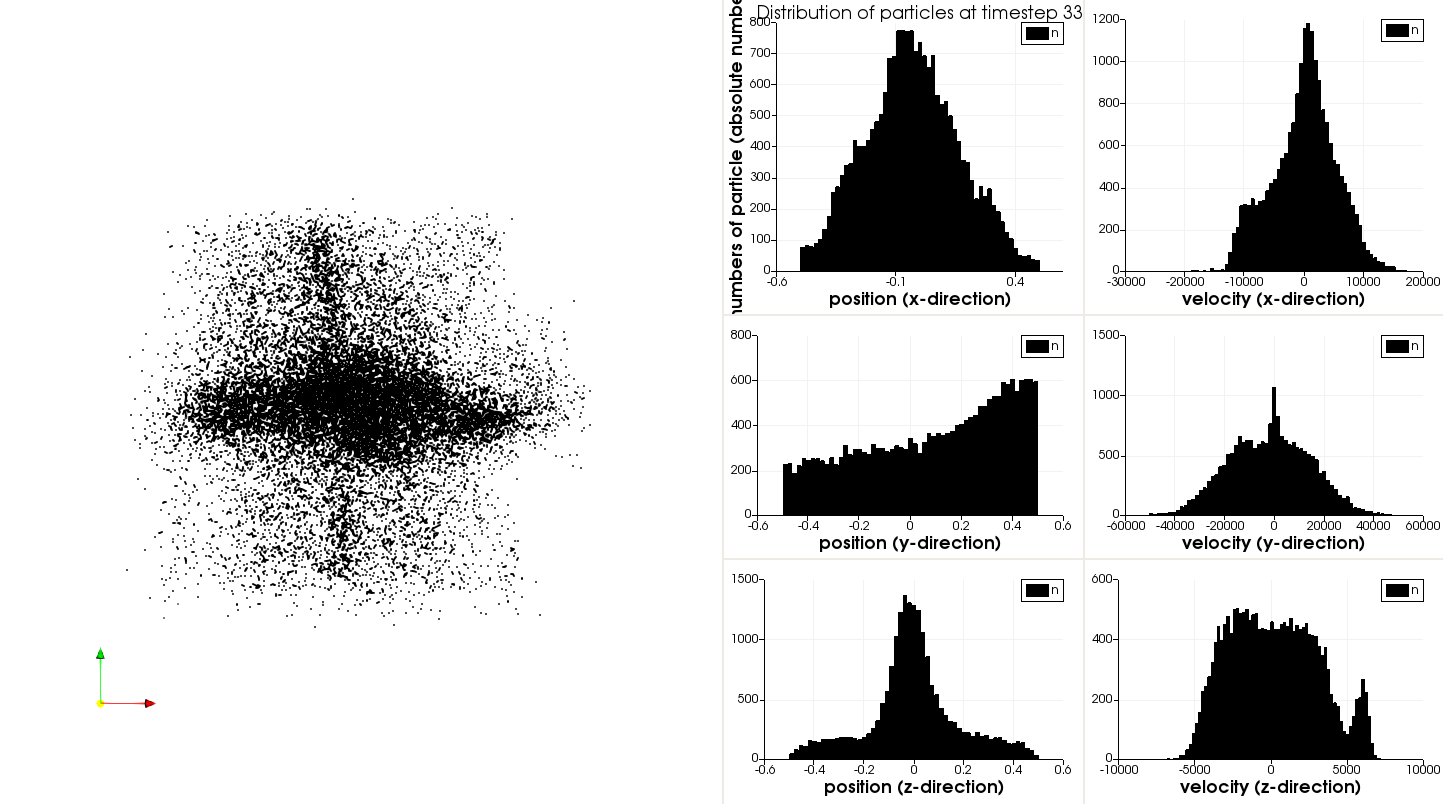 Distribution of particles at timestep 33
numbers of particle (absolute numbe
800
700
600
500
400
300
200
100
0
-0.6 -0.1 0.4
position (x-direction)
n
1200
1000
800
600
400
200
0
-30000 -20000 -10000 0 10000 20000
velocity (x-direction)
n
800
600
400
200
0
-0.6 -0.4 -0.2 0 0.2 0.4 0.6
position (y-direction)
n
1500
1000
500
0
-60000 -40000 -20000 0 20000 40000 60000
velocity (y-direction)
n
1500
1000
500
0
-0.6 -0.4 -0.2 0 0.2 0.4 0.6
position (z-direction)
n
600
400
200
0
-10000 -5000 0 5000 10000
velocity (z-direction)
n